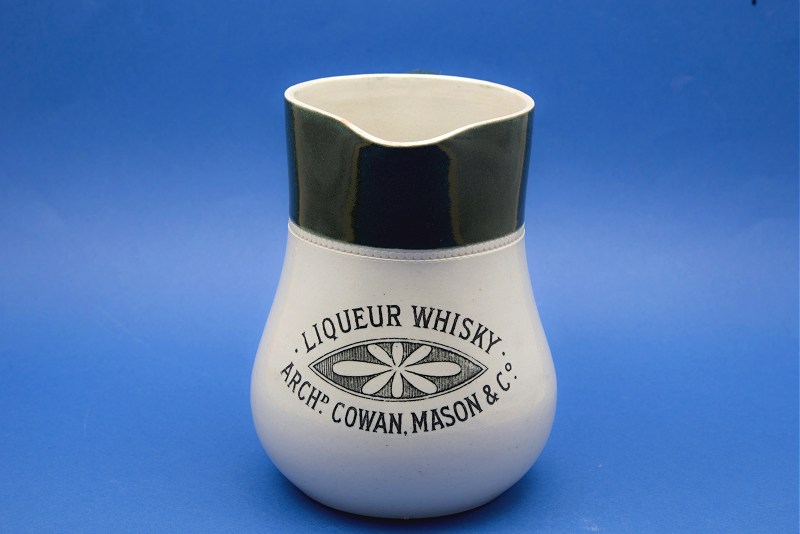 · LIQUEUR WHISKY ·
ARCHᴰ. COWAN, MASON & Cº.